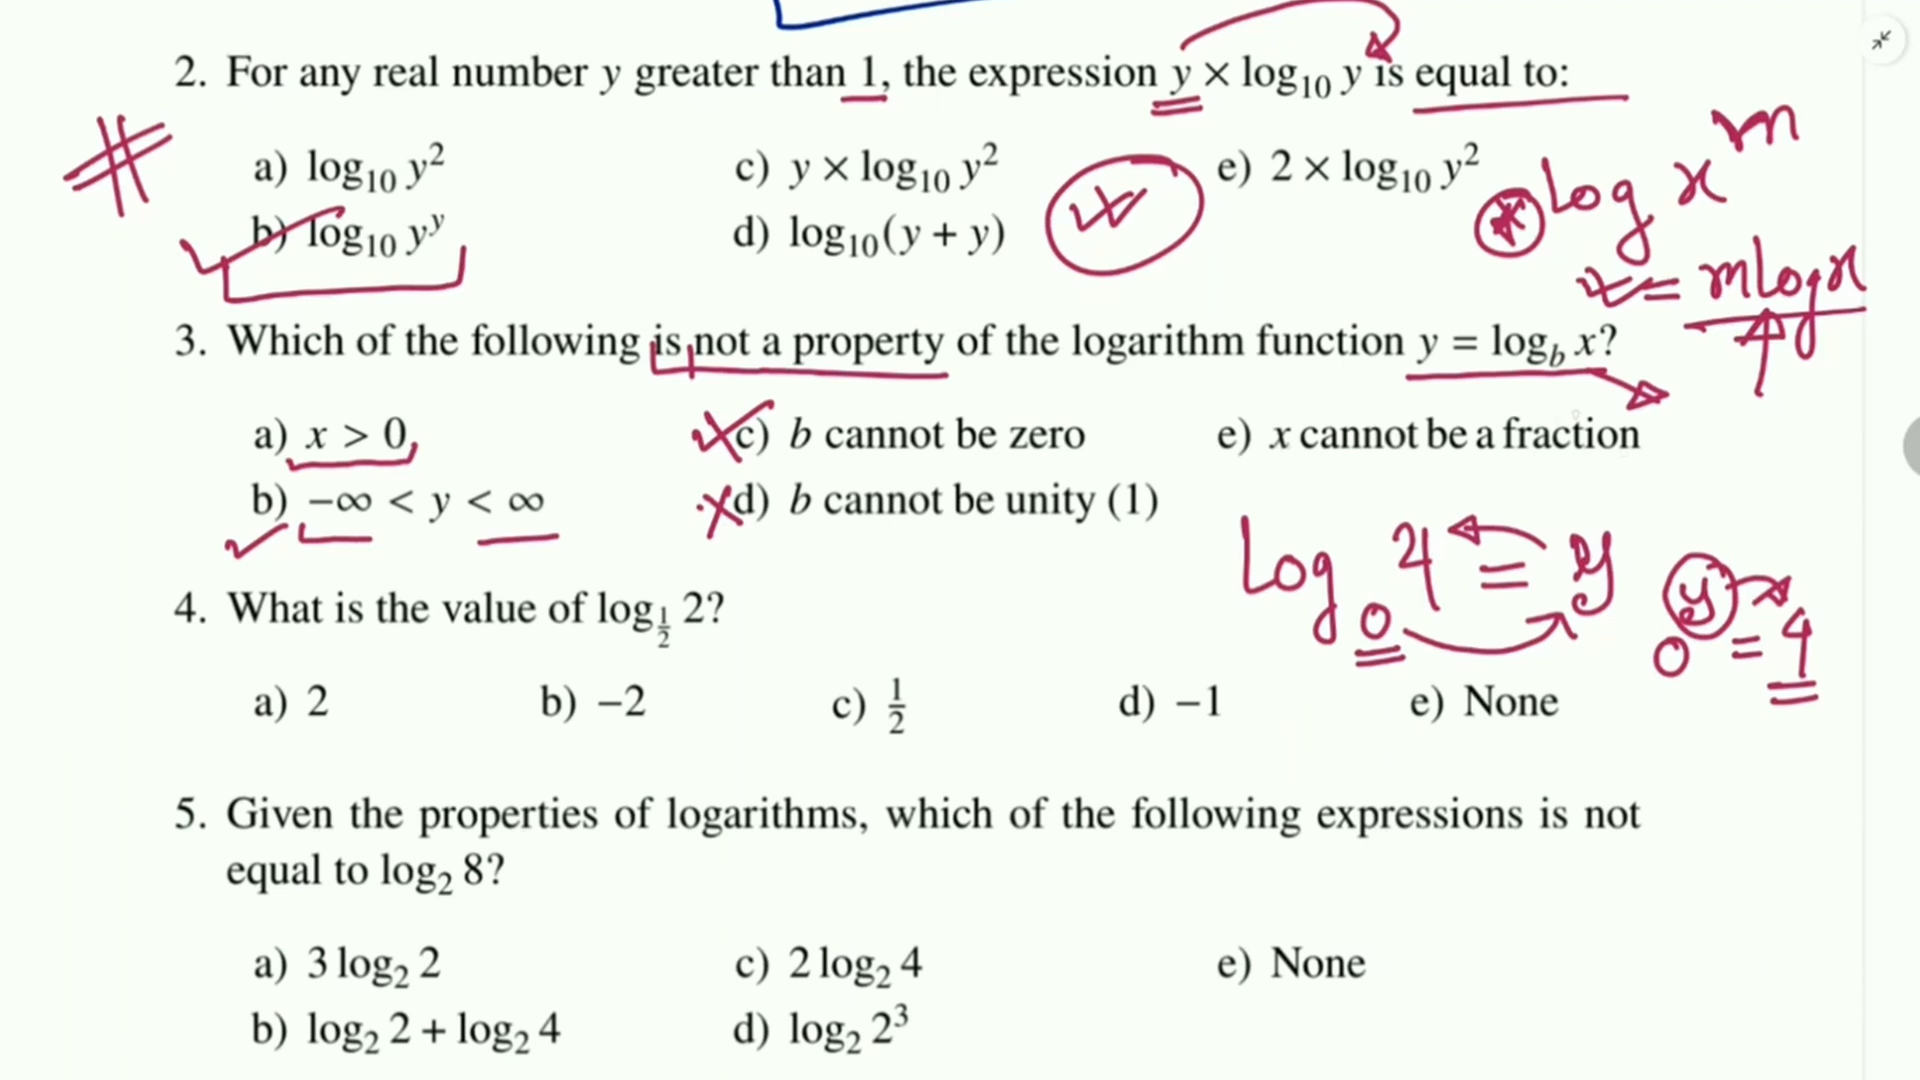 2. For any real number y greater than 1, the expression y × log₁₀ y is equal to:
a) log₁₀ y²
c) y × log₁₀ y²
e) 2 × log₁₀ y²
b) log₁₀ yʸ
d) log₁₀(y + y)
log xᵐ
= m log x
3. Which of the following is not a property of the logarithm function y = log_b x?
a) x > 0,
c) b cannot be zero
e) x cannot be a fraction
b) −∞ < y < ∞
d) b cannot be unity (1)
log₀ 4 = y
0ʸ = 4
4. What is the value of log_{1/2} 2?
a) 2
b) −2
c) 1/2
d) −1
e) None
5. Given the properties of logarithms, which of the following expressions is not
equal to log₂ 8?
a) 3 log₂ 2
c) 2 log₂ 4
e) None
b) log₂ 2 + log₂ 4
d) log₂ 2³